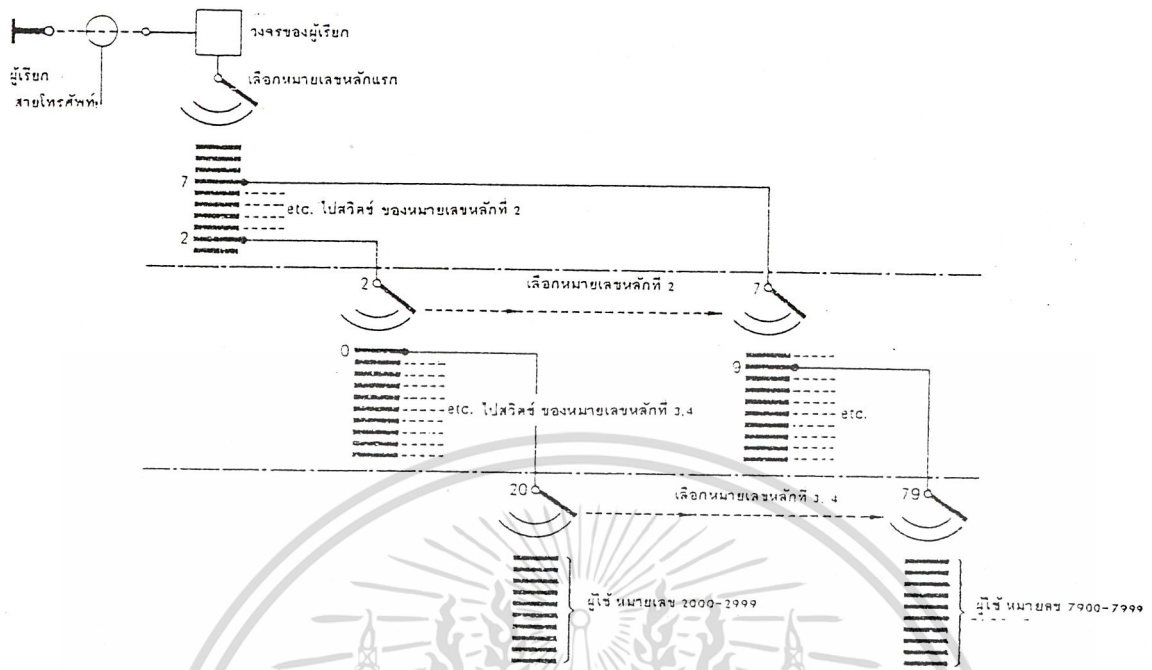 วงจรของผู้เรียก
ผู้เรียก
สายโทรศัพท์
เลือกหมายเลขหลักแรก
7
etc. ไปสวิตช์ ของหมายเลขหลักที่ 2
2
2
เลือกหมายเลขหลักที่ 2
7
0
9
etc. ไปสวิตช์ ของหมายเลขหลักที่ 3,4
etc.
20
เลือกหมายเลขหลักที่ 3, 4
79
ผู้ใช้ หมายเลข 2000-2999
ผู้ใช้ หมายเลข 7900-7999